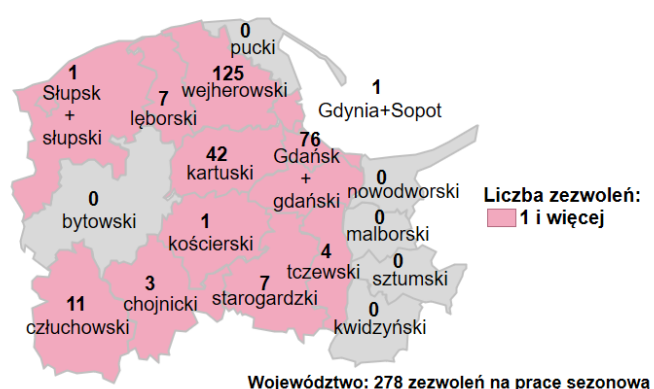 0
pucki
1
Słupsk
+
słupski
7
lęborski
125
wejherowski
1
Gdynia+Sopot
42
kartuski
76
Gdańsk
+
gdański
0
nowodworski
0
bytowski
1
kościerski
0
malborski
4
tczewski
0
sztumski
11
człuchowski
3
chojnicki
7
starogardzki
0
kwidzyński
Liczba zezwoleń:
1 i więcej
Województwo: 278 zezwoleń na pracę sezonową